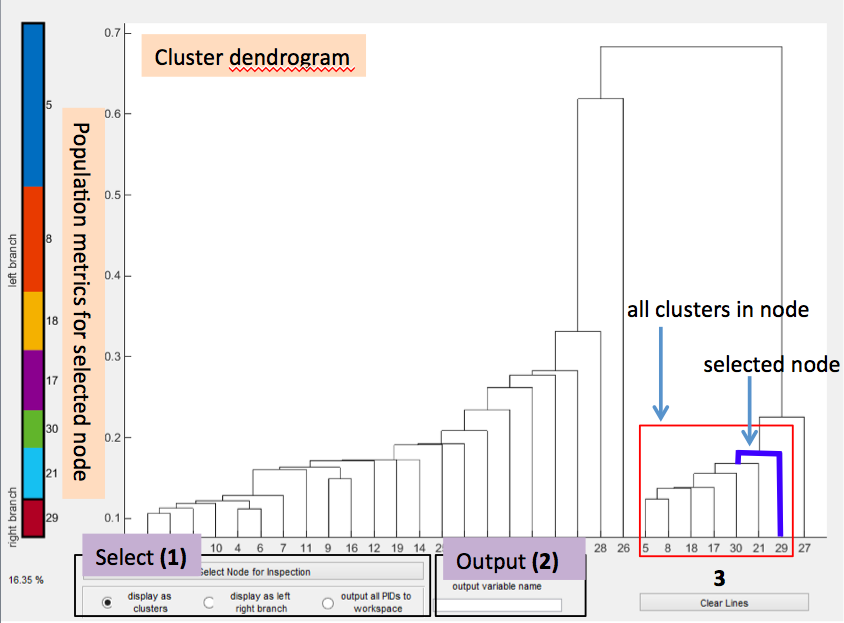 Cluster dendrogram
Population metrics for selected node
left branch
right branch
5
8
18
17
30
21
29
16.35 %
0.7
0.6
0.5
0.4
0.3
0.2
0.1
all clusters in node
selected node
10 4 6 7 11 9 16 12 19 14 28 26 5 8 18 17 30 21 29 27
Select (1)
Select Node for Inspection
display as
clusters
display as left
right branch
output all PIDs to
workspace
Output (2)
output variable name
3
Clear Lines